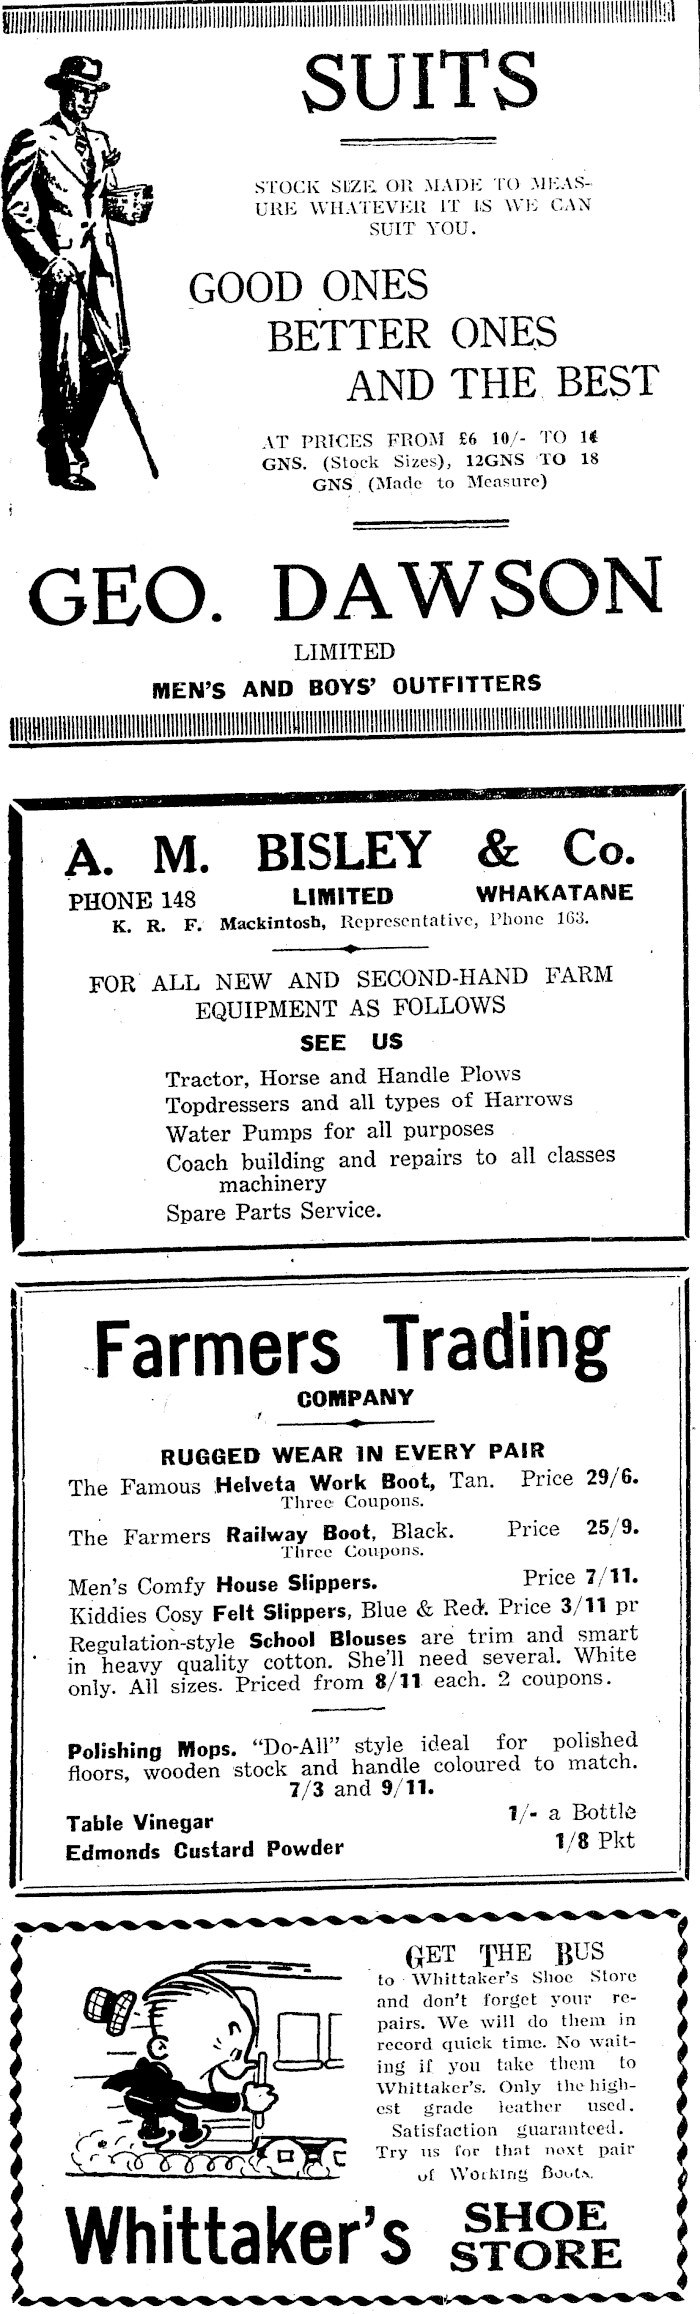 SUITS
STOCK SIZE OR MADE TO MEAS-
URE WHATEVER IT IS WE CAN
SUIT YOU.
GOOD ONES
BETTER ONES
AND THE BEST
AT PRICES FROM £6 10/- TO
GNS. (Stock Sizes), 12GNS TO 18
GNS (Made to Measure)
GEO. DAWSON
LIMITED
MEN'S AND BOYS' OUTFITTERS
A. M. BISLEY & Co.
PHONE 148 LIMITED WHAKATANE
K. R. F. Mackintosh, Representative, Phone 163.
FOR ALL NEW AND SECOND-HAND FARM
EQUIPMENT AS FOLLOWS
SEE US
Tractor, Horse and Handle Plows
Topdressers and all types of Harrows
Water Pumps for all purposes
Coach building and repairs to all classes
machinery
Spare Parts Service.
Farmers Trading
COMPANY
RUGGED WEAR IN EVERY PAIR
The Famous Helveta Work Boot, Tan. Price 29/6.
Three Coupons.
The Farmers Railway Boot, Black. Price 25/9.
Three Coupons.
Men's Comfy House Slippers. Price 7/11.
Kiddies Cosy Felt Slippers, Blue & Red. Price 3/11 pr
Regulation-style School Blouses are trim and smart
in heavy quality cotton. She'll need several. White
only. All sizes. Priced from 8/11 each. 2 coupons.
Polishing Mops. "Do-All" style ideal for polished
floors, wooden stock and handle coloured to match.
7/3 and 9/11.
Table Vinegar 1/- a Bottle
Edmonds Custard Powder 1/8 Pkt
GET THE BUS
to Whittaker's Shoe Store
and don't forget your re-
pairs. We will do them in
record quick time. No wait-
ing if you take them to
Whittaker's. Only the high-
est grade leather used.
Satisfaction guaranteed.
Try us for that next pair
of Working Boots.
Whittaker's SHOE
STORE